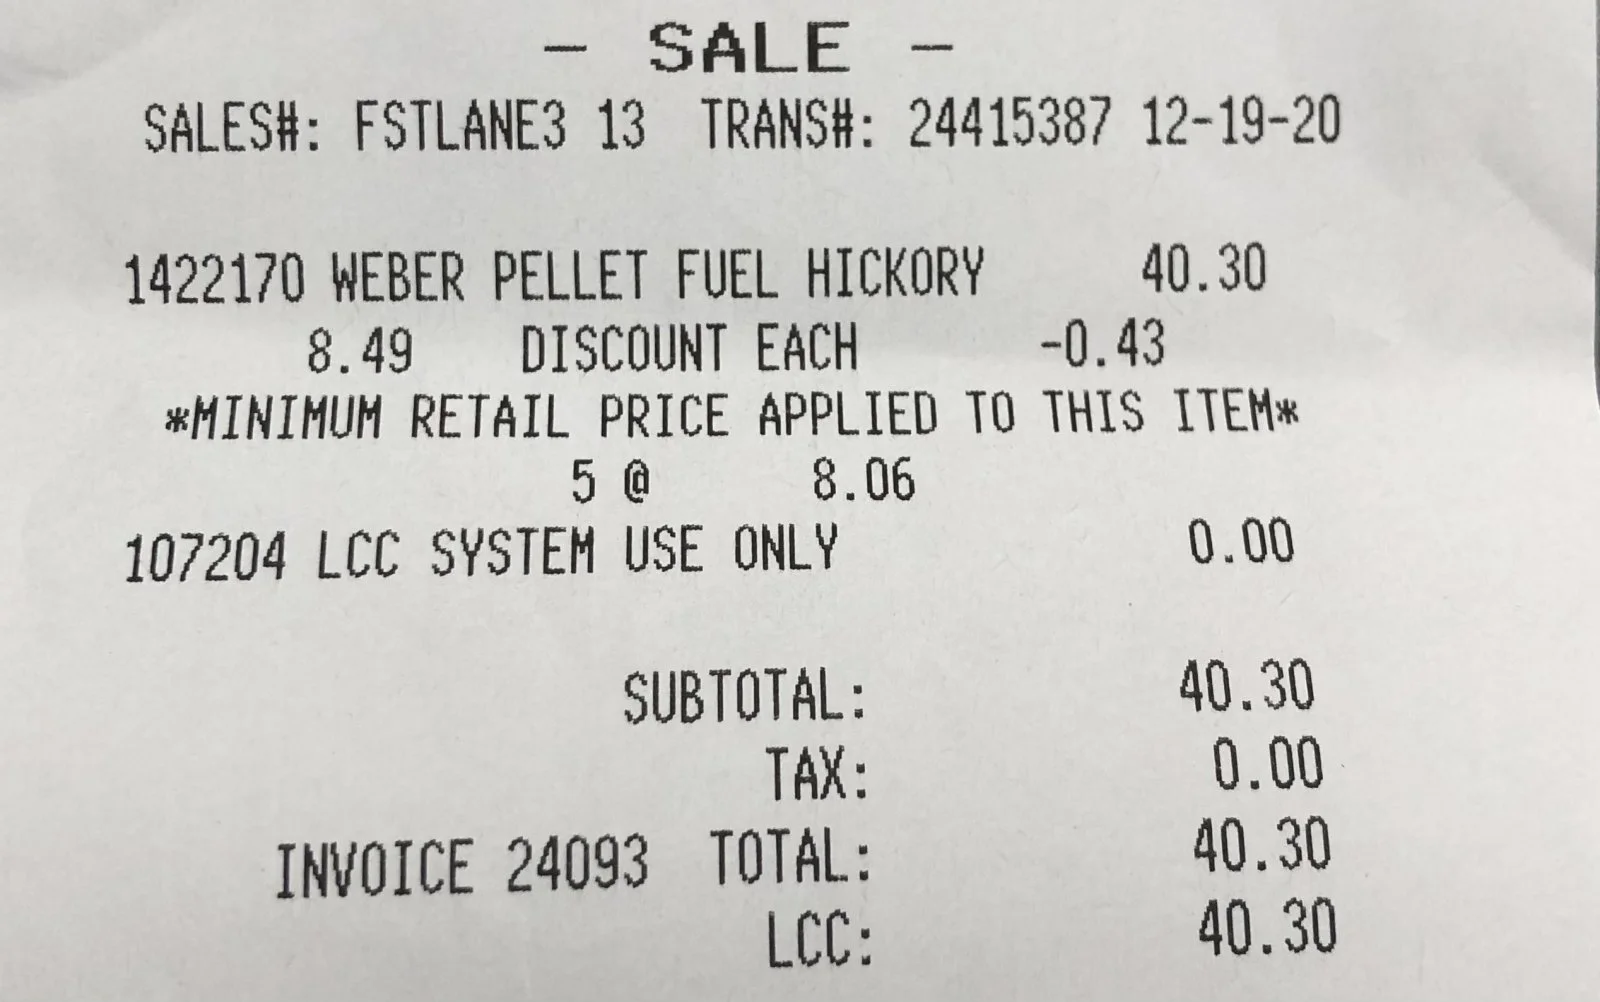 - SALE -
SALES#: FSTLANE3 13 TRANS#: 24415387 12-19-20
1422170 WEBER PELLET FUEL HICKORY 40.30
8.49 DISCOUNT EACH -0.43
*MINIMUM RETAIL PRICE APPLIED TO THIS ITEM*
5 @ 8.06
107204 LCC SYSTEM USE ONLY 0.00
SUBTOTAL: 40.30
TAX: 0.00
INVOICE 24093 TOTAL: 40.30
LCC: 40.30